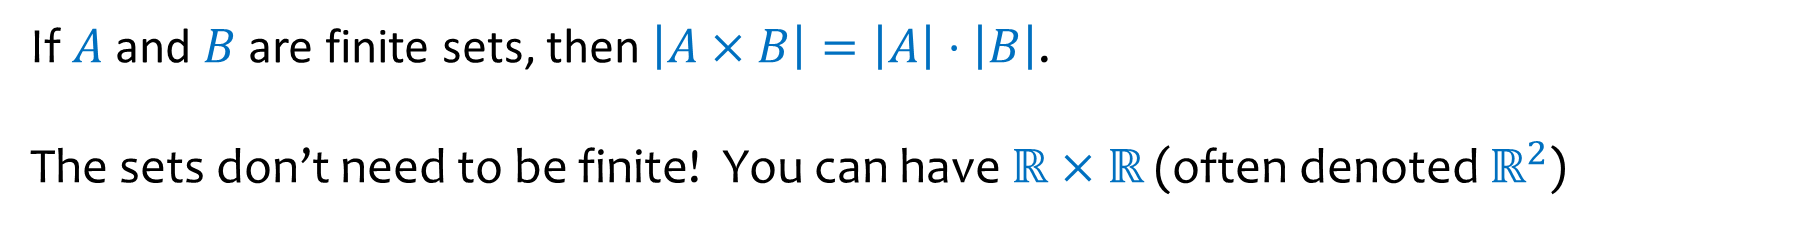 If A and B are finite sets, then |A × B| = |A| · |B|.
The sets don’t need to be finite! You can have ℝ × ℝ (often denoted ℝ²)